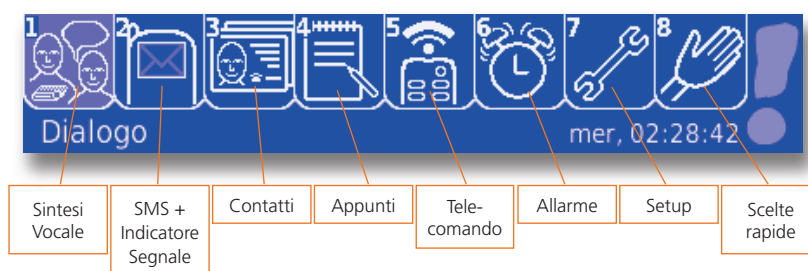 1 2 3 4 5 6 7 8
Dialogo mer, 02:28:42
Sintesi
Vocale
SMS +
Indicatore
Segnale
Contatti
Appunti
Tele-
comando
Allarme
Setup
Scelte
rapide